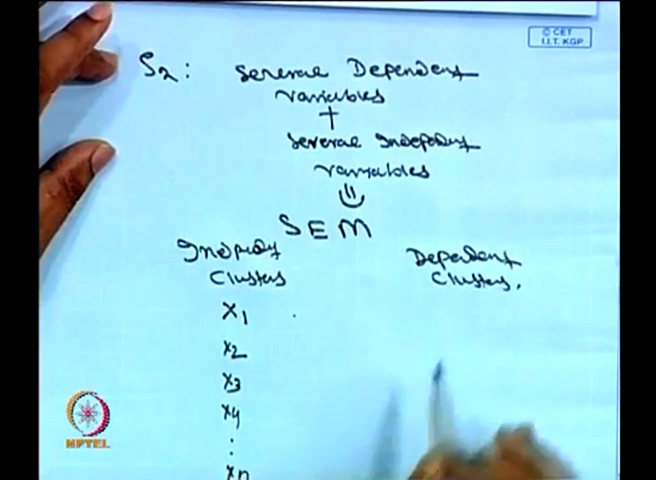 © CET
I.I.T. KGP
S2: Several Dependent
variables
+
Several Independent
variables
SEM
Dependent
Clusters
Clusters.
X1
X2
X3
X4
:
Xn
NPTEL